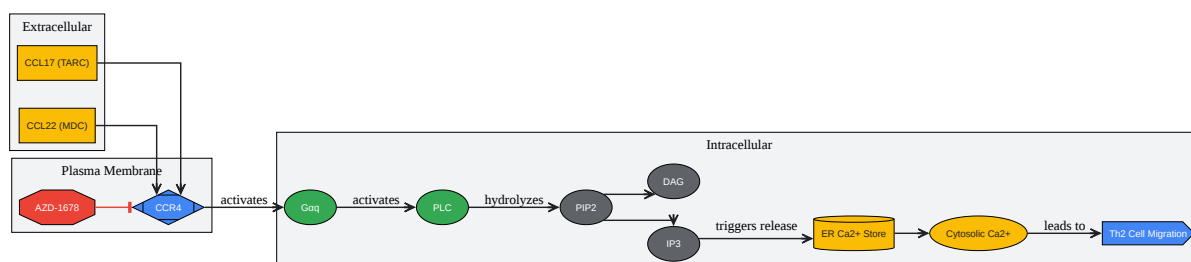 Extracellular
CCL17 (TARC)
CCL22 (MDC)
Plasma Membrane
AZD-1678
CCR4
activates
Intracellular
Gαq
activates
PLC
hydrolyzes
PIP2
DAG
IP3
triggers release
ER Ca2+ Store
Cytosolic Ca2+
leads to
Th2 Cell Migration